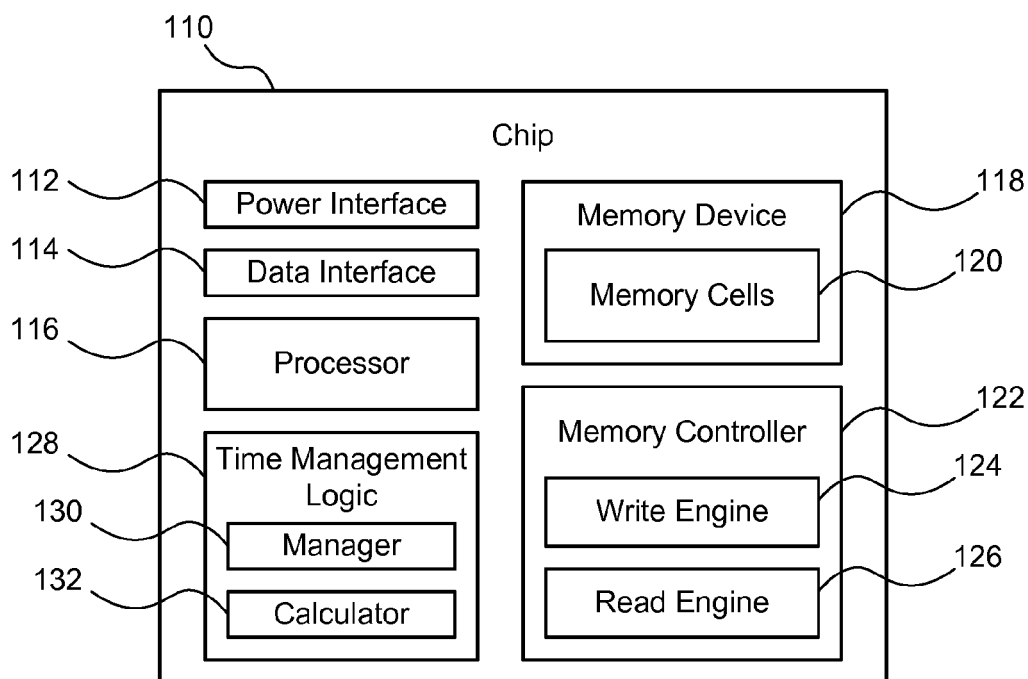 110
Chip
112
Power Interface
114
Data Interface
116
Processor
128
Time Management
Logic
130
Manager
132
Calculator
Memory Device
118
Memory Cells
120
Memory Controller
122
Write Engine
124
Read Engine
126